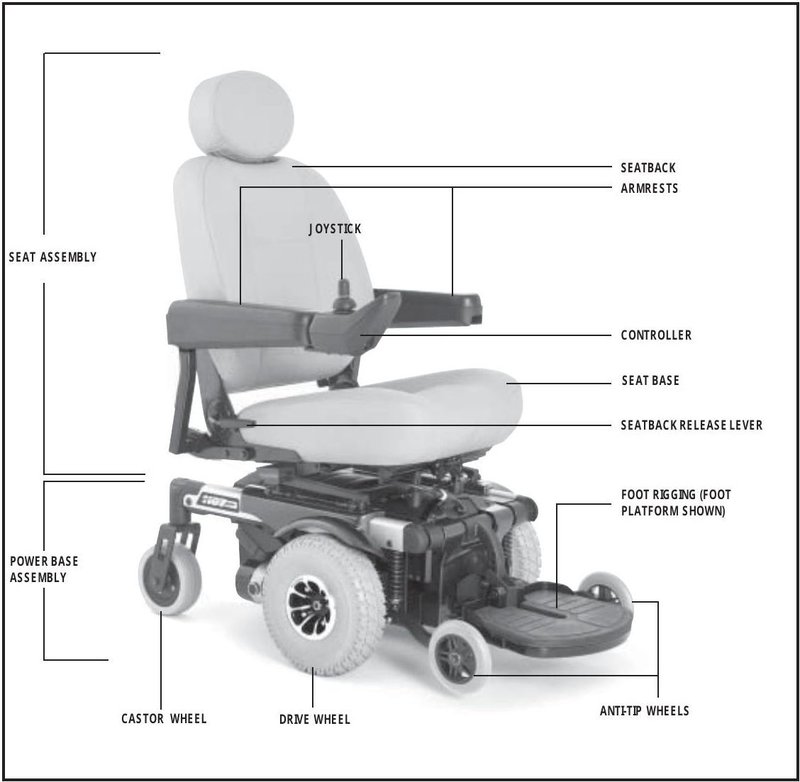 SEATBACK
ARMRESTS
JOYSTICK
SEAT ASSEMBLY
CONTROLLER
SEAT BASE
SEATBACK RELEASE LEVER
FOOT RIGGING (FOOT
PLATFORM SHOWN)
POWER BASE
ASSEMBLY
CASTOR WHEEL
DRIVE WHEEL
ANTI-TIP WHEELS